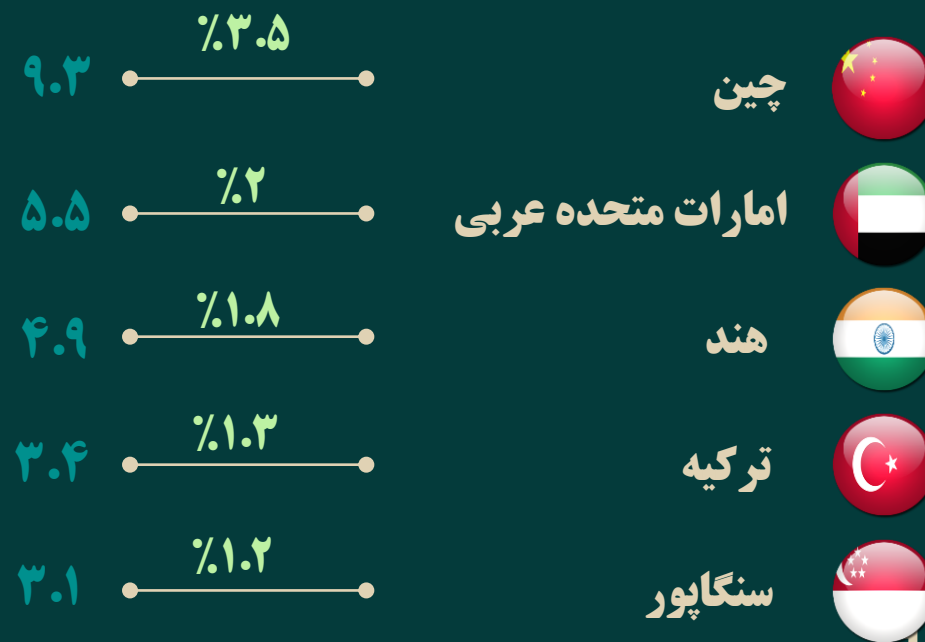 چین ٪۳.۵ ۹.۳
امارات متحده عربی ٪۲ ۵.۵
هند ٪۱.۸ ۴.۹
ترکیه ٪۱.۳ ۳.۴
سنگاپور ٪۱.۲ ۳.۱